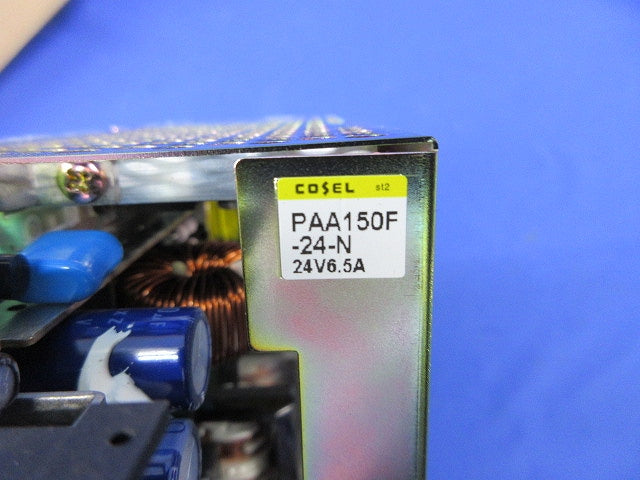 COSEL st2
PAA150F
-24-N
24V6.5A